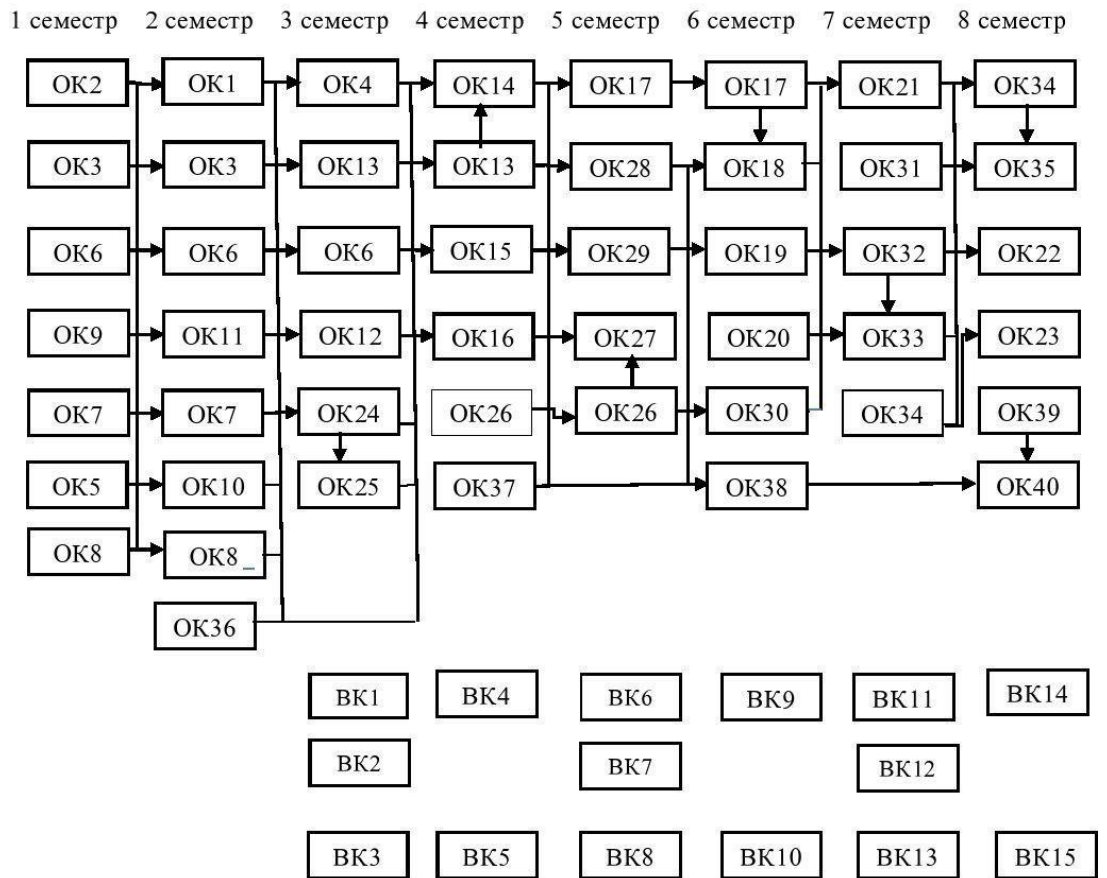 1 семестр 2 семестр 3 семестр 4 семестр 5 семестр 6 семестр 7 семестр 8 семестр
ОК2 ОК1 ОК4 ОК14 ОК17 ОК17 ОК21 ОК34
ОК3 ОК3 ОК13 ОК13 ОК28 ОК18 ОК31 ОК35
ОК6 ОК6 ОК6 ОК15 ОК29 ОК19 ОК32 ОК22
ОК9 ОК11 ОК12 ОК16 ОК27 ОК20 ОК33 ОК23
ОК7 ОК7 ОК24 ОК26 ОК26 ОК30 ОК34 ОК39
ОК5 ОК10 ОК25 ОК37 ОК38 ОК40
ОК8 ОК8
ОК36
ВК1 ВК4 ВК6 ВК9 ВК11 ВК14
ВК2 ВК7 ВК12
ВК3 ВК5 ВК8 ВК10 ВК13 ВК15